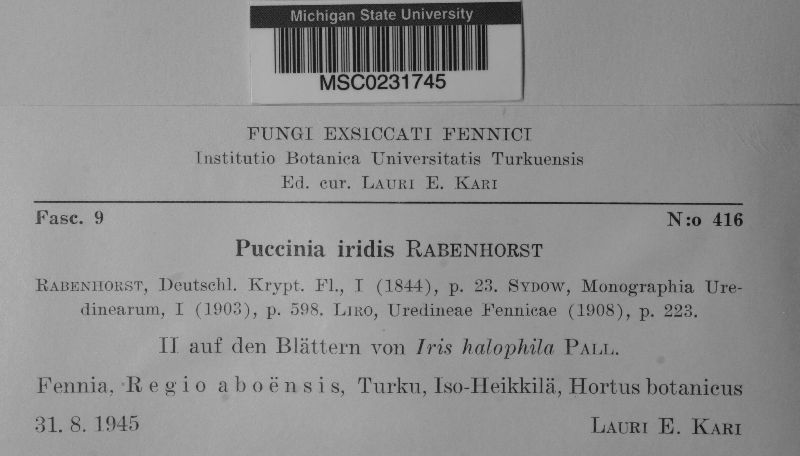 Michigan State University
MSC0231745
FUNGI EXSICCATI FENNICI
Institutio Botanica Universitatis Turkuensis
Ed. cur. LAURI E. KARI
Fasc. 9 N:o 416
Puccinia iridis RABENHORST
RABENHORST, Deutschl. Krypt. Fl., I (1844), p. 23. SYDOW, Monographia Ure-
dinearum, I (1903), p. 598. LIRO, Uredineae Fennicae (1908), p. 223.
II auf den Blättern von Iris halophila PALL.
Fennia, Regio aboënsis, Turku, Iso-Heikkilä, Hortus botanicus
31. 8. 1945 LAURI E. KARI